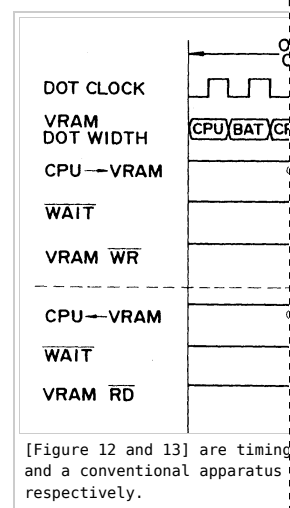 DOT CLOCK
VRAM
DOT WIDTH
CPU BAT
CPU→VRAM
WAIT
VRAM WR
CPU←VRAM
WAIT
VRAM RD
[Figure 12 and 13] are timing
and a conventional apparatus
respectively.